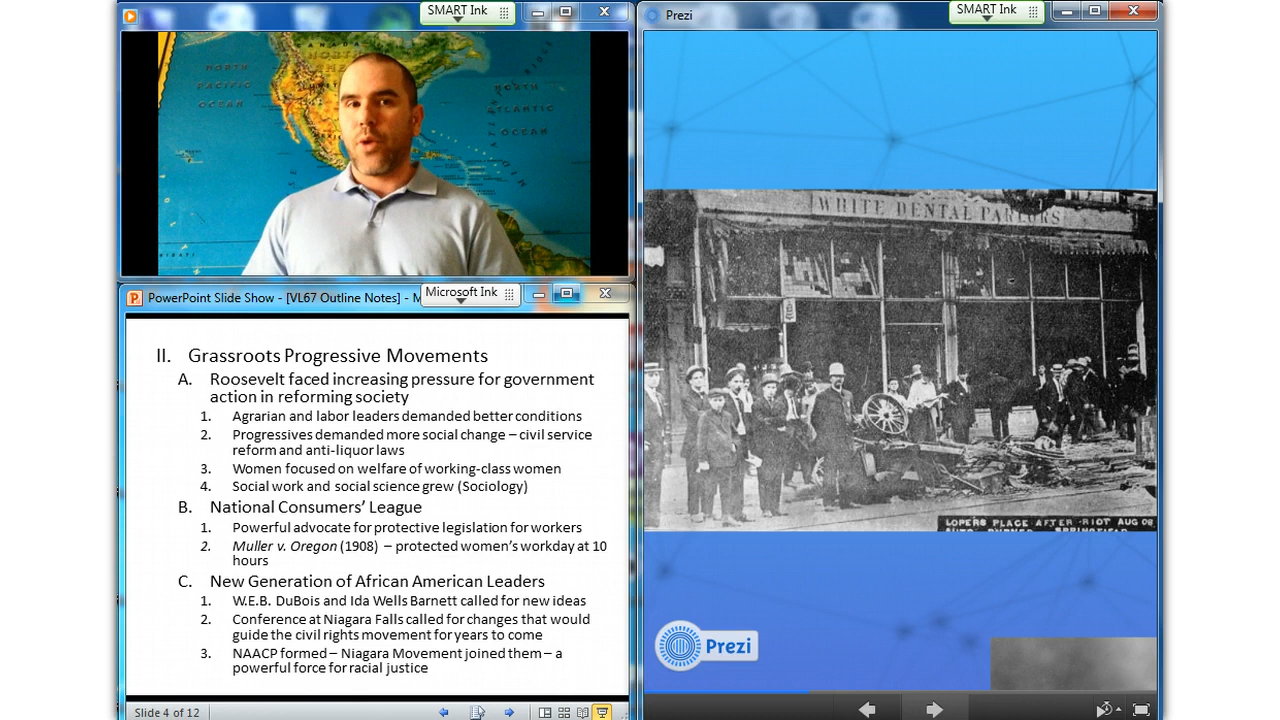 SMART Ink
NORTH
PACIFIC
OCEAN
CANADA
NORTH
NORTH
ATLANTIC
OCEAN
PowerPoint Slide Show - [VL67 Outline Notes] - M
Microsoft Ink
II. Grassroots Progressive Movements
A. Roosevelt faced increasing pressure for government
action in reforming society
1. Agrarian and labor leaders demanded better conditions
2. Progressives demanded more social change – civil service
reform and anti-liquor laws
3. Women focused on welfare of working-class women
4. Social work and social science grew (Sociology)
B. National Consumers' League
1. Powerful advocate for protective legislation for workers
2. Muller v. Oregon (1908) – protected women's workday at 10
hours
C. New Generation of African American Leaders
1. W.E.B. DuBois and Ida Wells Barnett called for new ideas
2. Conference at Niagara Falls called for changes that would
guide the civil rights movement for years to come
3. NAACP formed – Niagara Movement joined them – a
powerful force for racial justice
Slide 4 of 12
Prezi
SMART Ink
WHITE DENTAL PARLORS
LOPERS PLACE AFTER RIOT AUG 08
Prezi